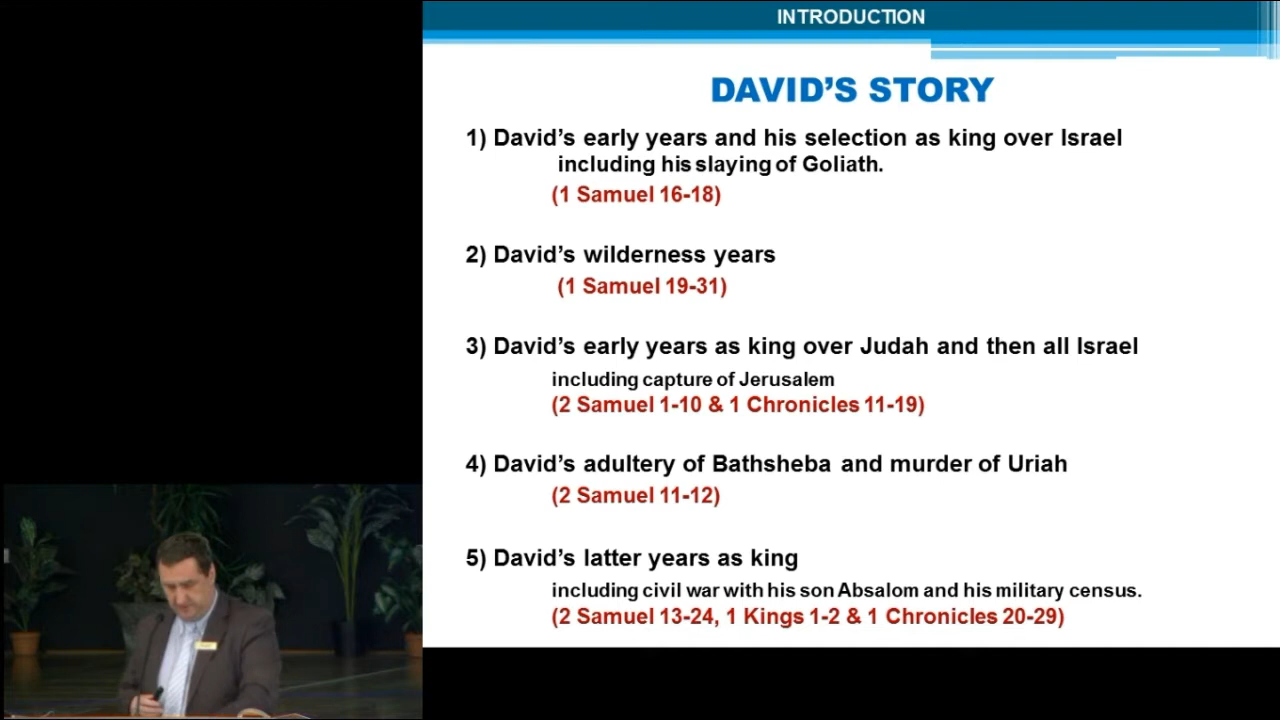 INTRODUCTION
DAVID'S STORY
1) David's early years and his selection as king over Israel
including his slaying of Goliath.
(1 Samuel 16-18)
2) David's wilderness years
(1 Samuel 19-31)
3) David's early years as king over Judah and then all Israel
including capture of Jerusalem
(2 Samuel 1-10 & 1 Chronicles 11-19)
4) David's adultery of Bathsheba and murder of Uriah
(2 Samuel 11-12)
5) David's latter years as king
including civil war with his son Absalom and his military census.
(2 Samuel 13-24, 1 Kings 1-2 & 1 Chronicles 20-29)